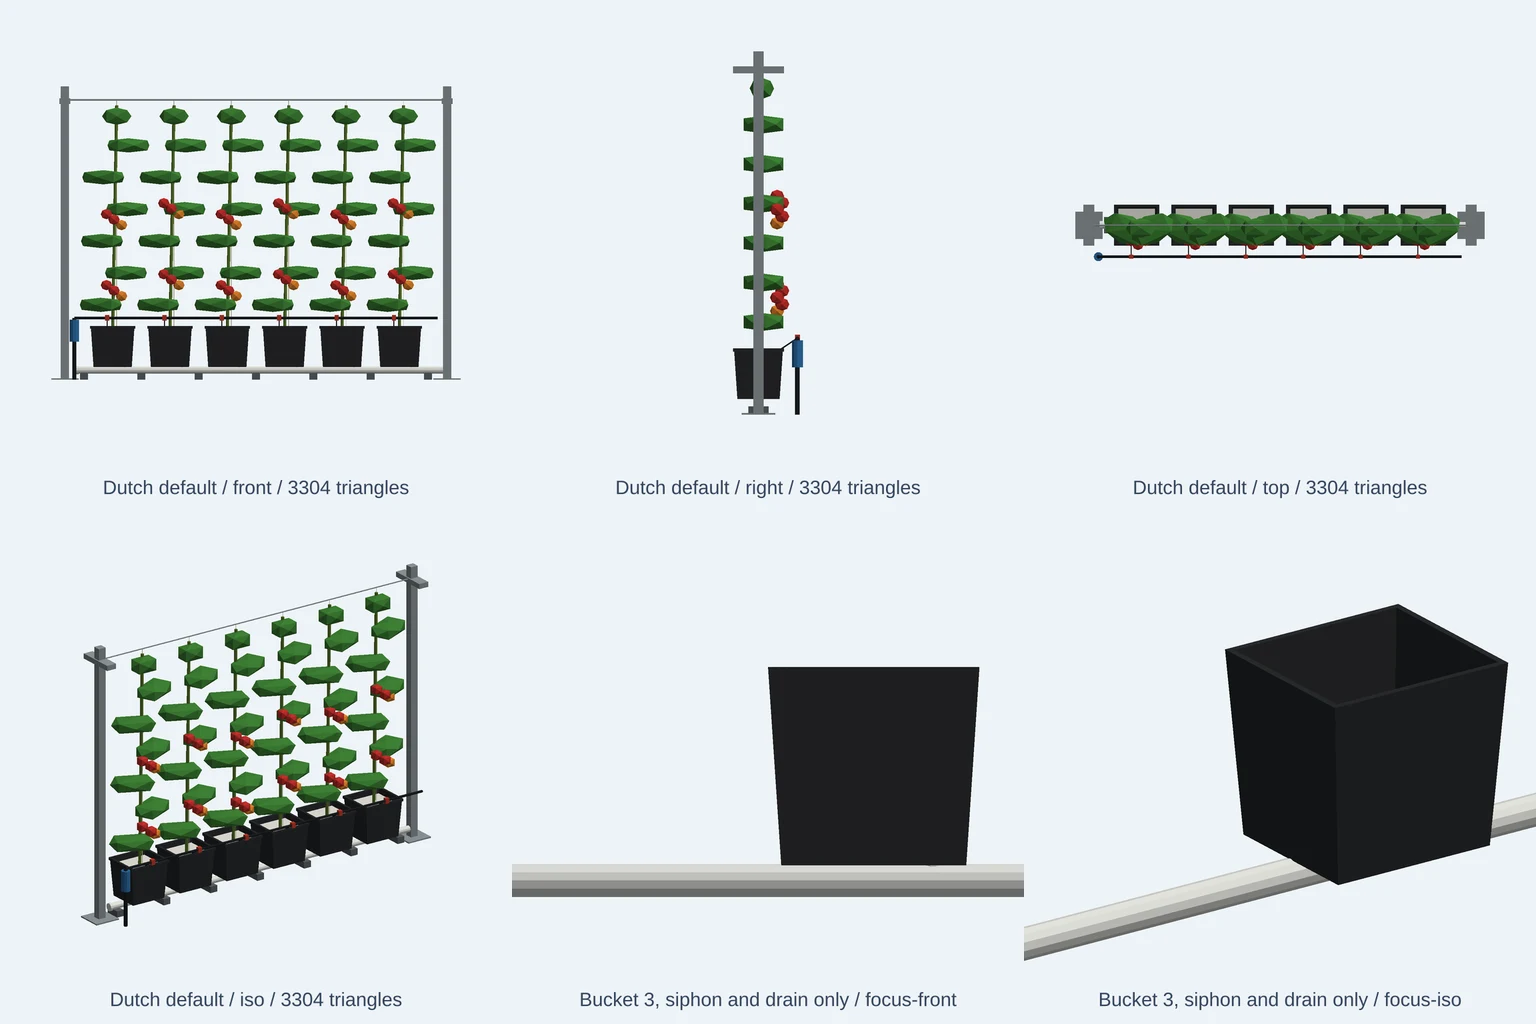 Dutch default / front / 3304 triangles
Dutch default / right / 3304 triangles
Dutch default / top / 3304 triangles
Dutch default / iso / 3304 triangles
Bucket 3, siphon and drain only / focus-front
Bucket 3, siphon and drain only / focus-iso